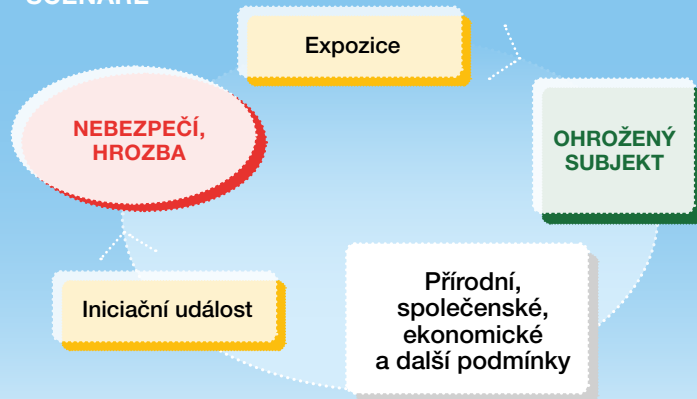 Expozice
NEBEZPEČÍ,
HROZBA
OHROŽENÝ
SUBJEKT
Iniciační událost
Přírodní,
společenské,
ekonomické
a další podmínky